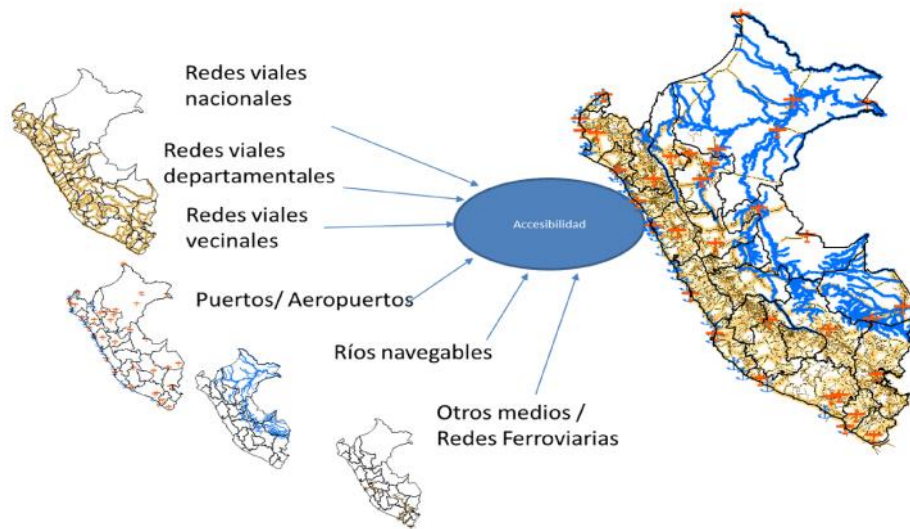 Redes viales
nacionales
Redes viales
departamentales
Redes viales
vecinales
Accesibilidad
Puertos/ Aeropuertos
Ríos navegables
Otros medios /
Redes Ferroviarias